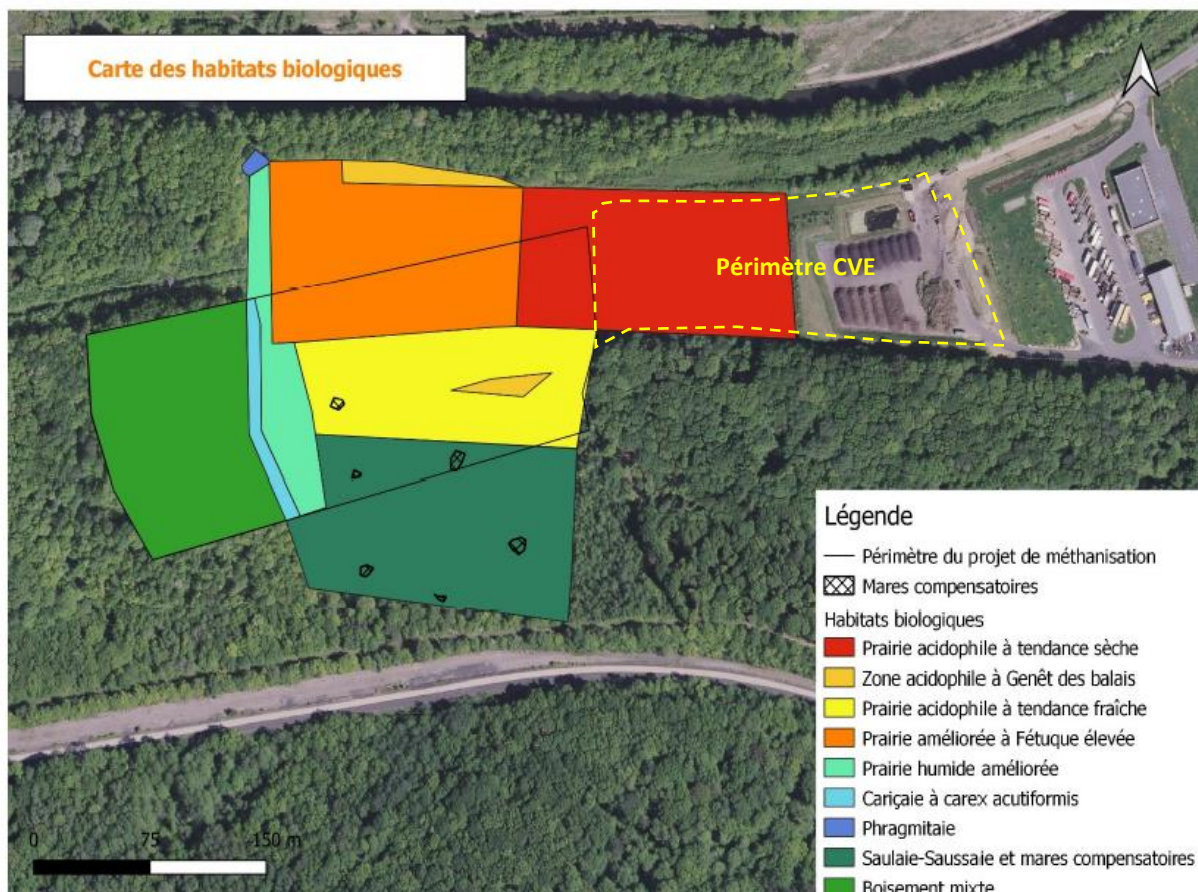 Carte des habitats biologiques
Périmètre CVE
Légende
Périmètre du projet de méthanisation
Mares compensatoires
Habitats biologiques
Prairie acidophile à tendance sèche
Zone acidophile à Genêt des balais
Prairie acidophile à tendance fraîche
Prairie améliorée à Fétuque élevée
Prairie humide améliorée
Cariçaie à carex acutiformis
Phragmitaie
Saulaie-Saussaie et mares compensatoires
Boisement mixte
0 75 150 m